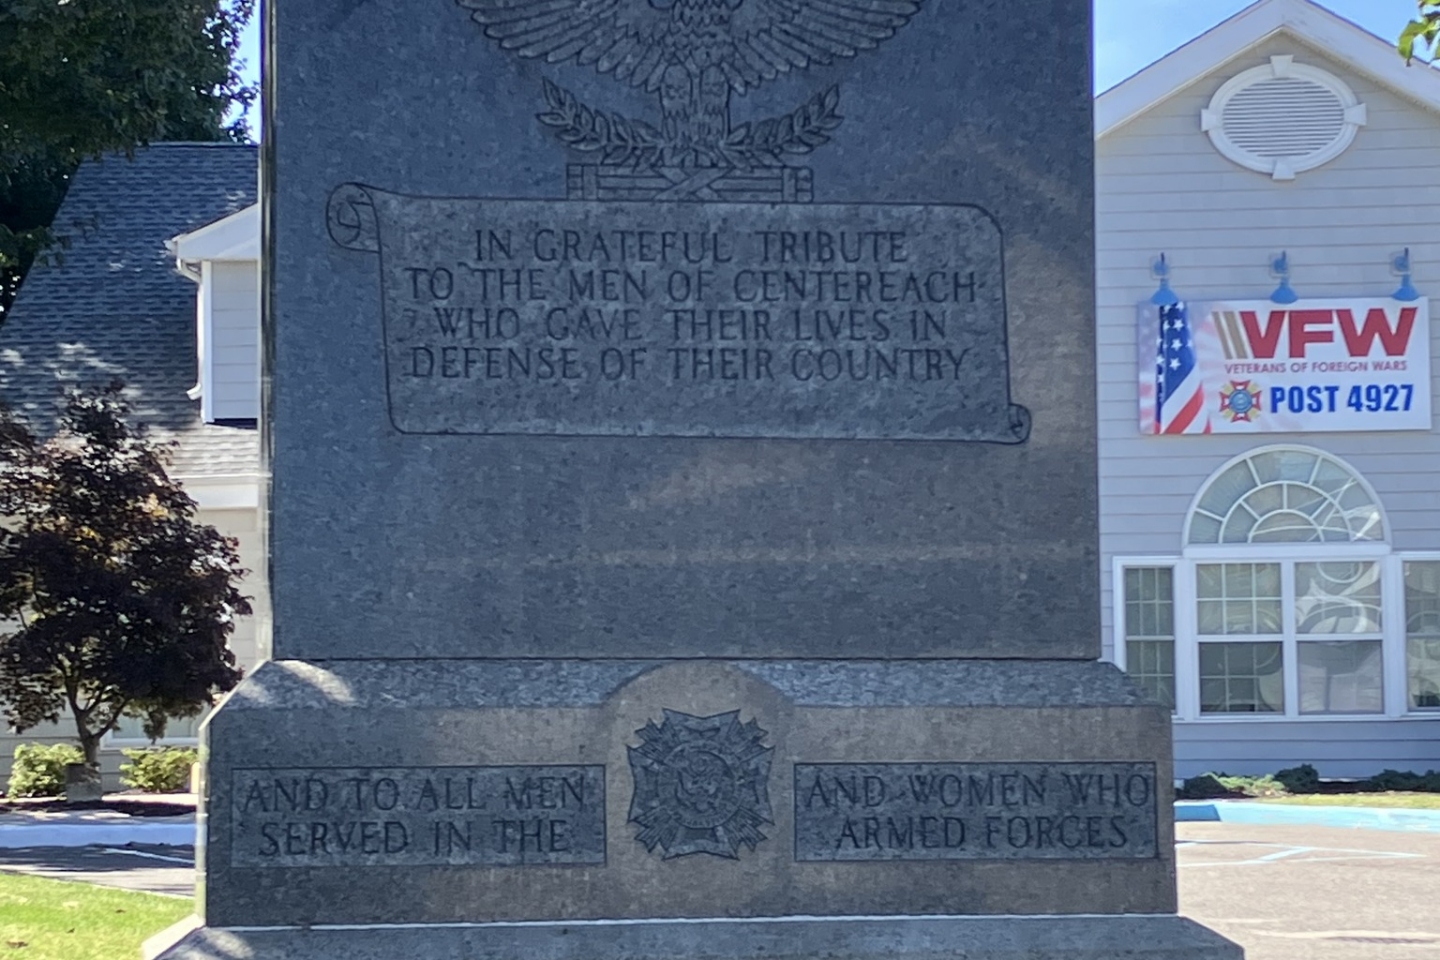 IN GRATEFUL TRIBUTE
TO THE MEN OF CENTEREACH
WHO GAVE THEIR LIVES IN
DEFENSE OF THEIR COUNTRY
AND TO ALL MEN AND WOMEN WHO
SERVED IN THE ARMED FORCES
VFW
VETERANS OF FOREIGN WARS
POST 4927